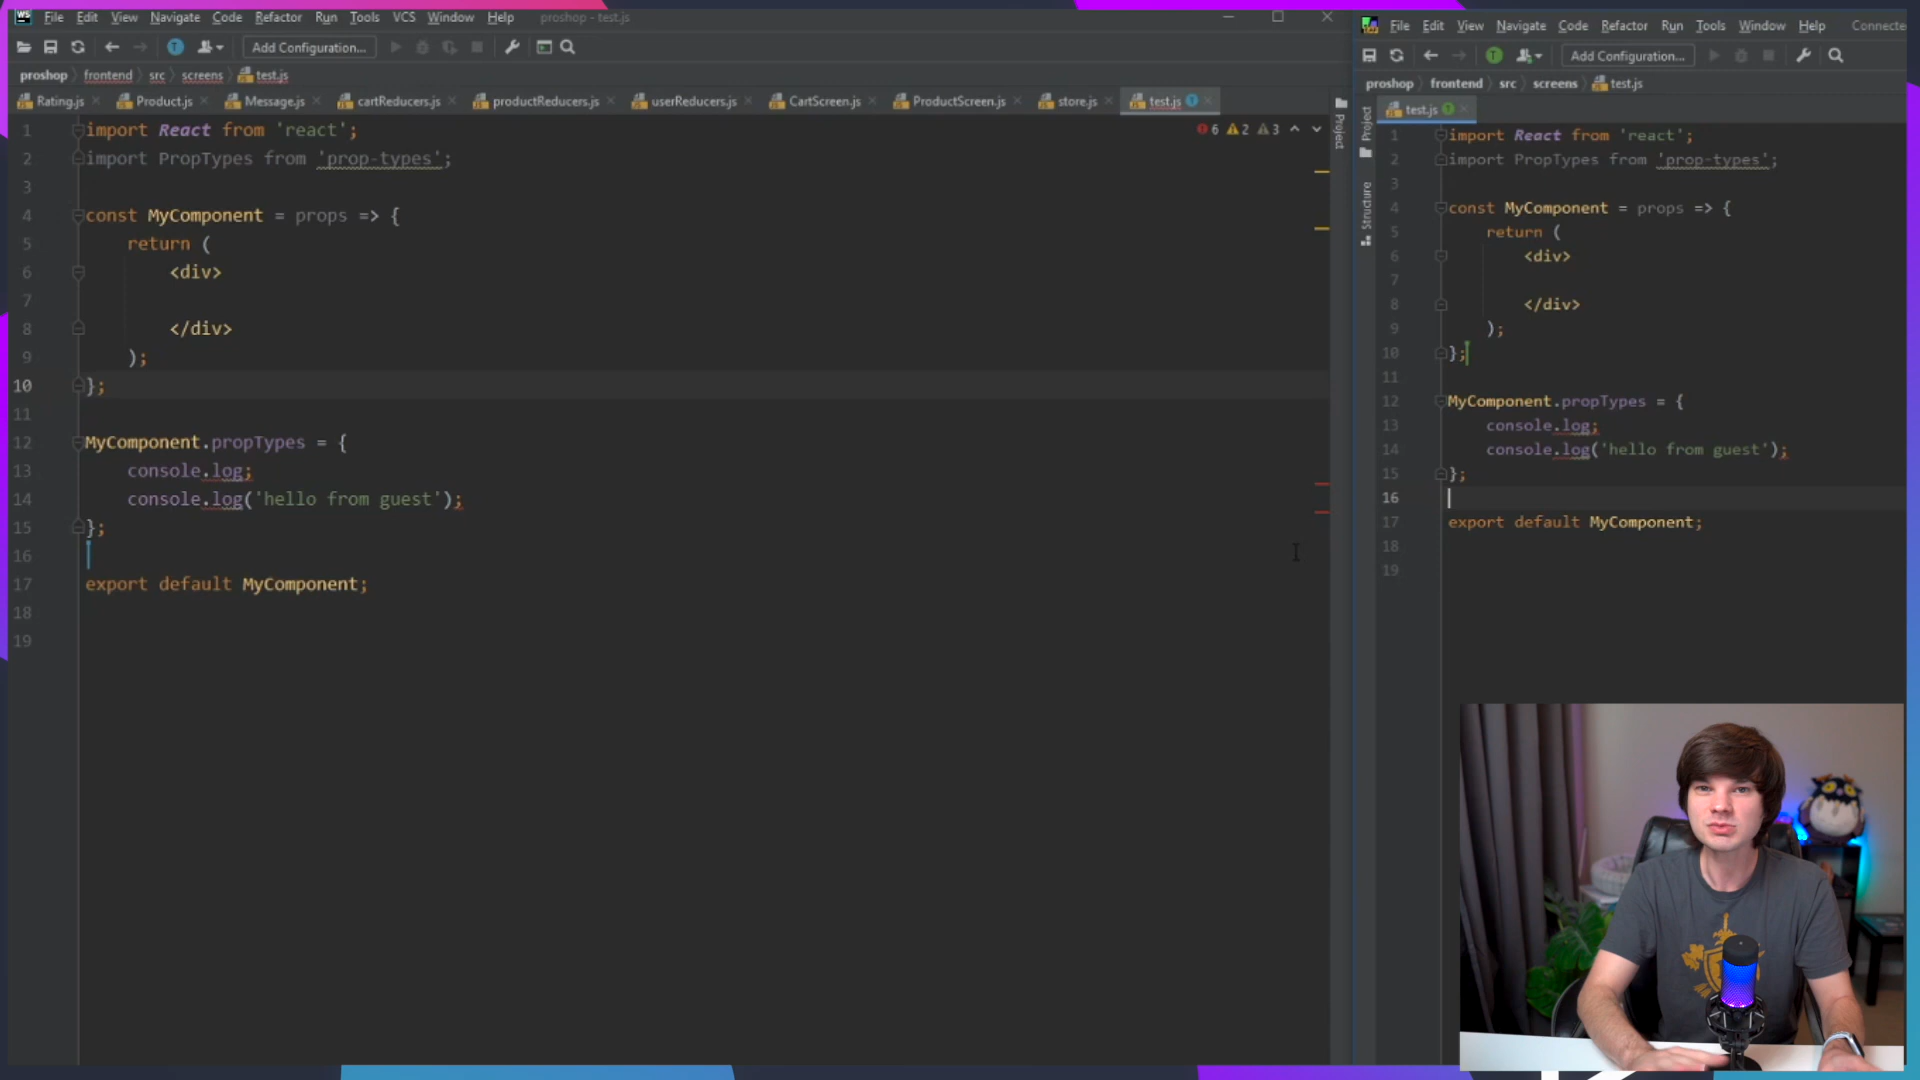 WS File Edit View Navigate Code Refactor Run Tools VCS Window Help proshop - test.js
T Add Configuration...
proshop frontend src screens test.js
Rating.js Product.js Message.js cartReducers.js productReducers.js userReducers.js CartScreen.js ProductScreen.js store.js test.js
6 2 3
1 import React from 'react';
2 import PropTypes from 'prop-types';
3
4 const MyComponent = props => {
5 return (
6 <div>
7
8 </div>
9 );
10 };
11
12 MyComponent.propTypes = {
13 console.log;
14 console.log('hello from guest');
15 };
16
17 export default MyComponent;
18
19
Project
File Edit View Navigate Code Refactor Run Tools Window Help Connecte
T Add Configuration...
proshop frontend src screens test.js
test.js
Project
Structure
1 import React from 'react';
2 import PropTypes from 'prop-types';
3
4 const MyComponent = props => {
5 return (
6 <div>
7
8 </div>
9 );
10 };
11
12 MyComponent.propTypes = {
13 console.log;
14 console.log('hello from guest');
15 };
16
17 export default MyComponent;
18
19